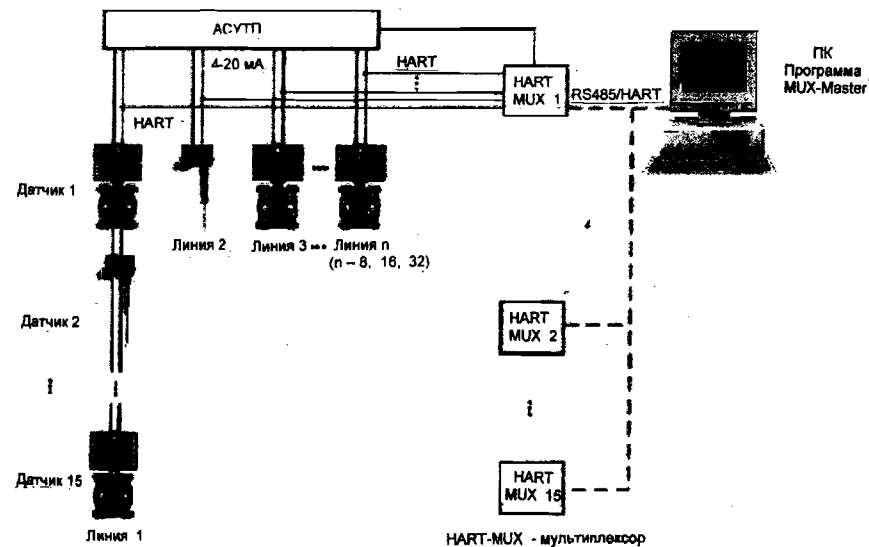 АСУТП
4-20 мА
HART
HART
MUX 1
RS485/HART
ПК
Программа
MUX-Master
HART
Датчик 1
Линия 2
Линия 3 ••• Линия n
(n – 8, 16, 32)
Датчик 2
HART
MUX 2
Датчик 15
HART
MUX 15
Линия 1
HART-MUX - мультиплексор